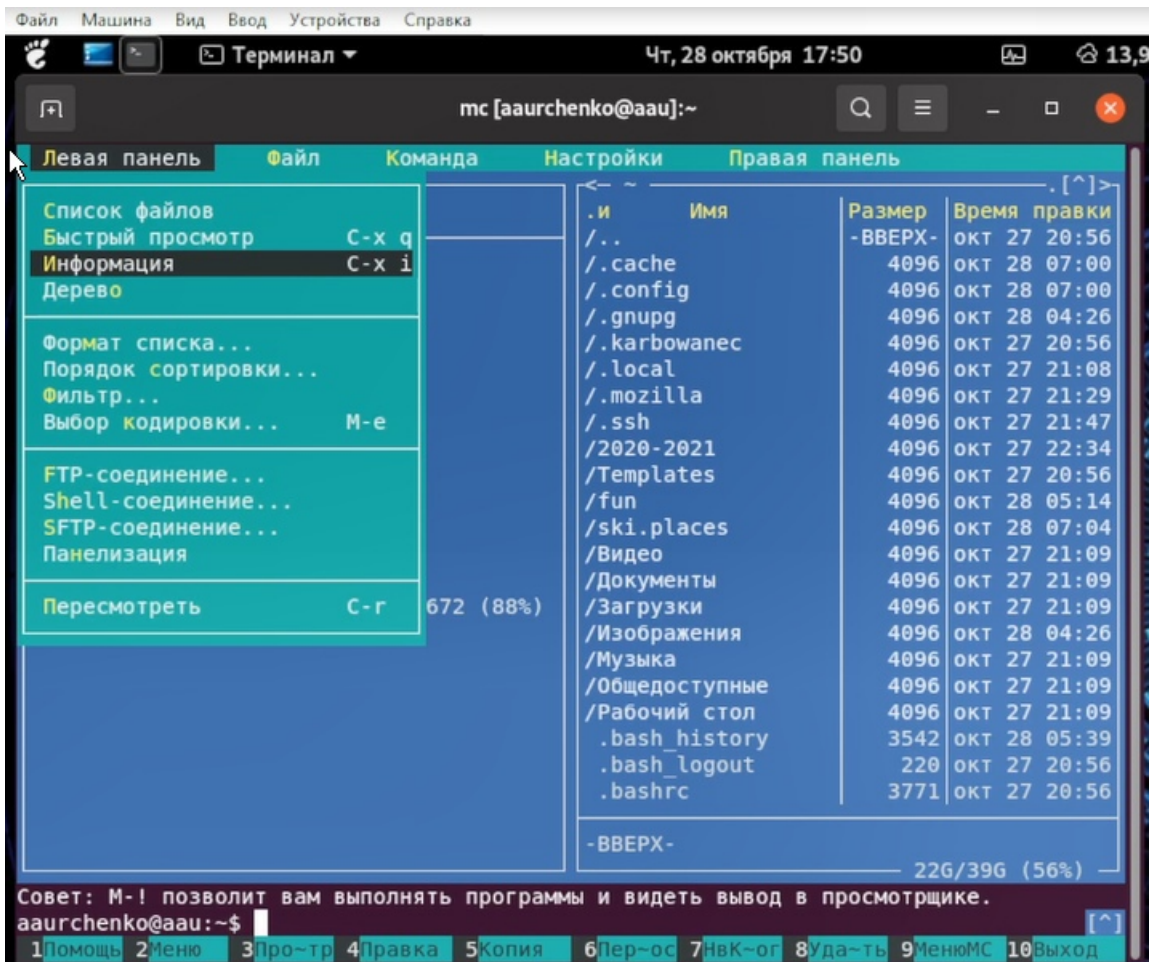 Файл Машина Вид Ввод Устройства Справка
Терминал Чт, 28 октября 17:50 13,9
mc [aaurchenko@aau]:~
Левая панель Файл Команда Настройки Правая панель
Список файлов
Быстрый просмотр C-x q
Информация C-x i
Дерево
Формат списка...
Порядок сортировки...
Фильтр...
Выбор кодировки... M-e
FTP-соединение...
Shell-соединение...
SFTP-соединение...
Панелизация
Пересмотреть C-r
672 (88%)
<— ~ .[^]>
.и Имя Размер Время правки
/.. -ВВЕРХ- окт 27 20:56
/.cache 4096 окт 28 07:00
/.config 4096 окт 28 07:00
/.gnupg 4096 окт 28 04:26
/.karbowanec 4096 окт 27 20:56
/.local 4096 окт 27 21:08
/.mozilla 4096 окт 27 21:29
/.ssh 4096 окт 27 21:47
/2020-2021 4096 окт 27 22:34
/Templates 4096 окт 27 20:56
/fun 4096 окт 28 05:14
/ski.places 4096 окт 28 07:04
/Видео 4096 окт 27 21:09
/Документы 4096 окт 27 21:09
/Загрузки 4096 окт 27 21:09
/Изображения 4096 окт 28 04:26
/Музыка 4096 окт 27 21:09
/Общедоступные 4096 окт 27 21:09
/Рабочий стол 4096 окт 27 21:09
.bash_history 3542 окт 28 05:39
.bash_logout 220 окт 27 20:56
.bashrc 3771 окт 27 20:56
-ВВЕРХ-
22G/39G (56%)
Совет: M-! позволит вам выполнять программы и видеть вывод в просмотрщике.
aaurchenko@aau:~$ [^]
1Помощь 2Меню 3Про~тр 4Правка 5Копия 6Пер~ос 7НвК~ог 8Уда~ть 9МенюMC 10Выход